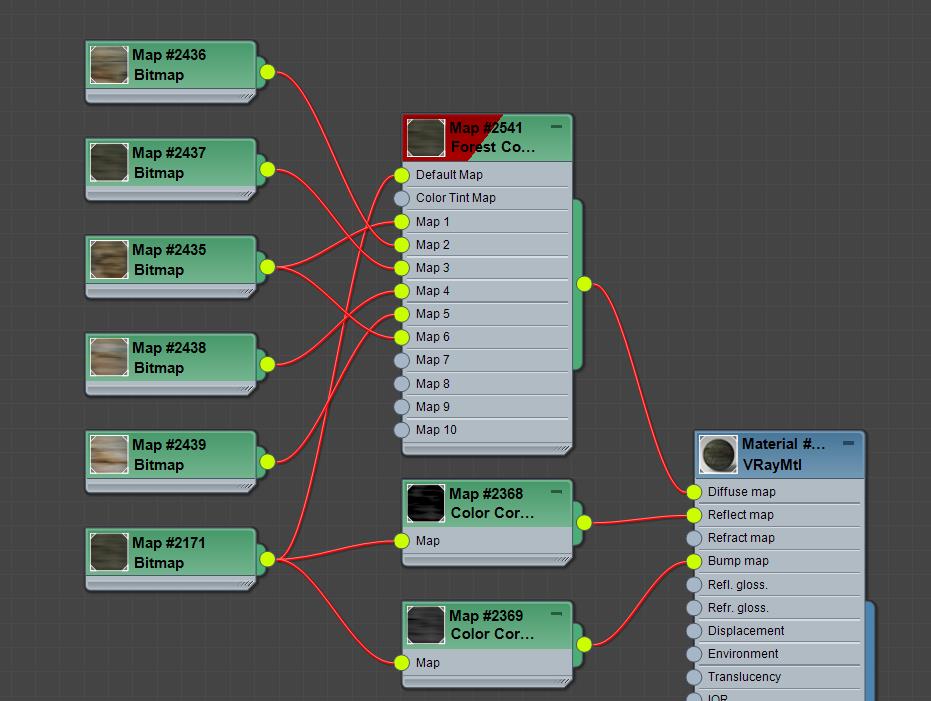 Map #2436
Bitmap
Map #2437
Bitmap
Map #2435
Bitmap
Map #2438
Bitmap
Map #2439
Bitmap
Map #2171
Bitmap
Map #2541
Forest Co...
Default Map
Color Tint Map
Map 1
Map 2
Map 3
Map 4
Map 5
Map 6
Map 7
Map 8
Map 9
Map 10
Map #2368
Color Cor...
Map
Map #2369
Color Cor...
Map
Material #...
VRayMtl
Diffuse map
Reflect map
Refract map
Bump map
Refl. gloss.
Refr. gloss.
Displacement
Environment
Translucency
IOR